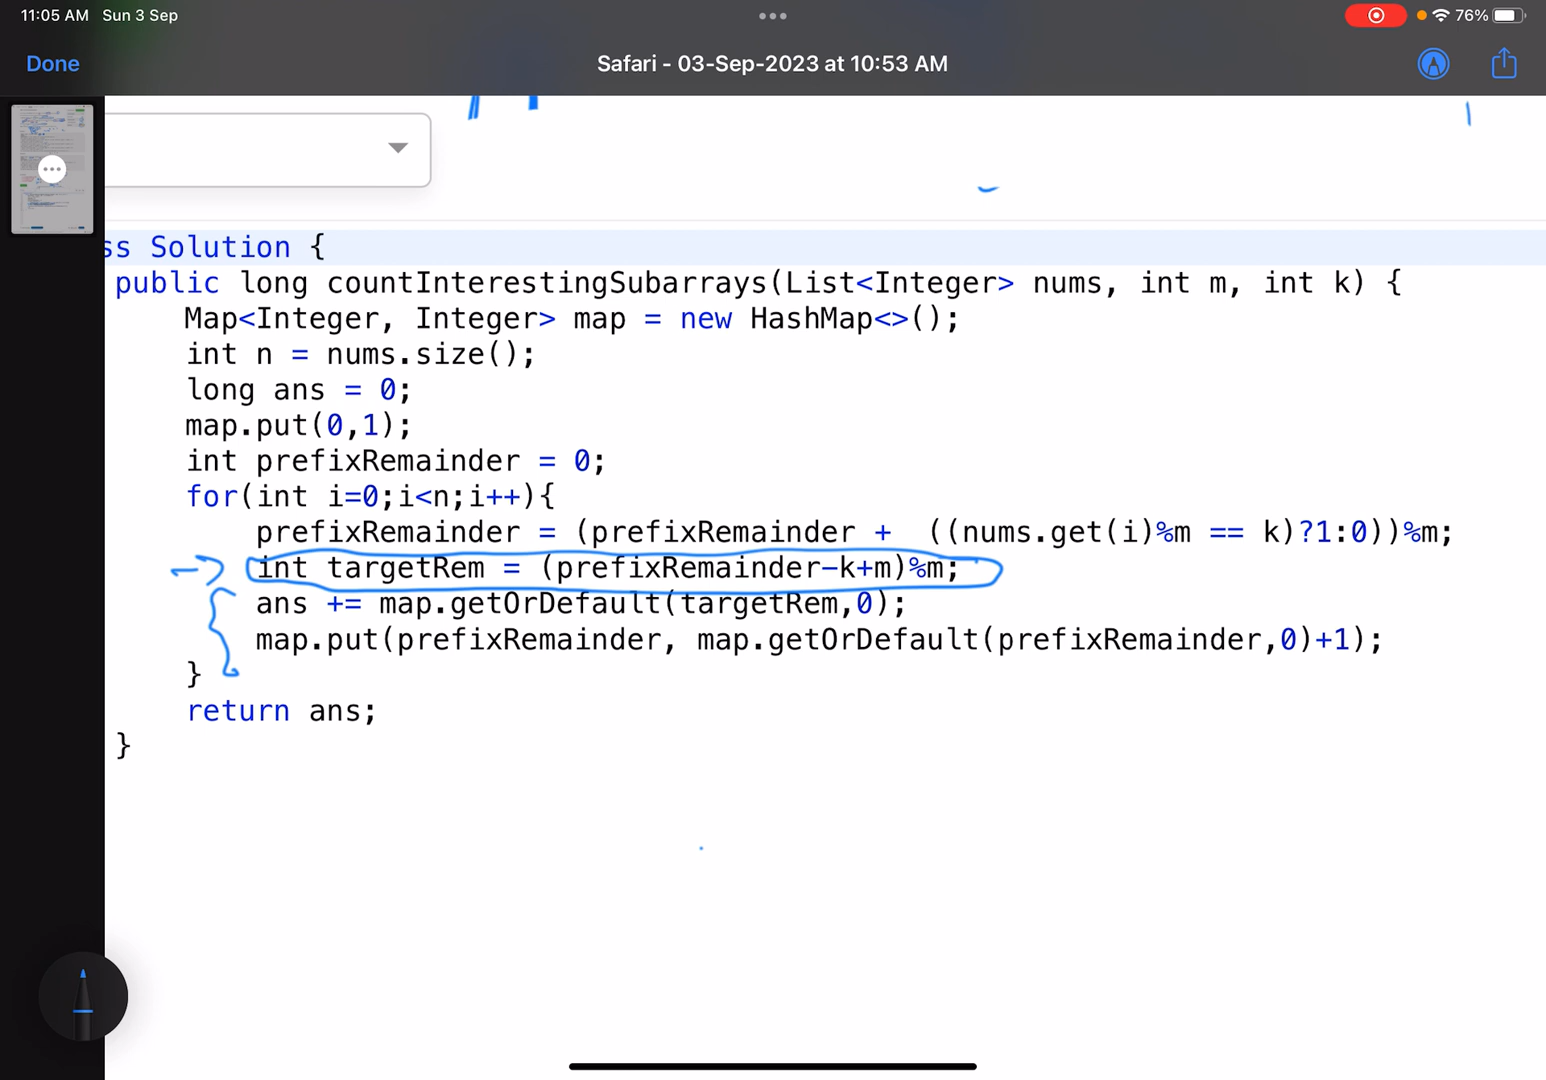 11:05 AM Sun 3 Sep
76%
Done
Safari - 03-Sep-2023 at 10:53 AM
ss Solution {
public long countInterestingSubarrays(List<Integer> nums, int m, int k) {
Map<Integer, Integer> map = new HashMap<>();
int n = nums.size();
long ans = 0;
map.put(0,1);
int prefixRemainder = 0;
for(int i=0;i<n;i++){
prefixRemainder = (prefixRemainder + ((nums.get(i)%m == k)?1:0))%m;
int targetRem = (prefixRemainder-k+m)%m;
ans += map.getOrDefault(targetRem,0);
map.put(prefixRemainder, map.getOrDefault(prefixRemainder,0)+1);
}
return ans;
}